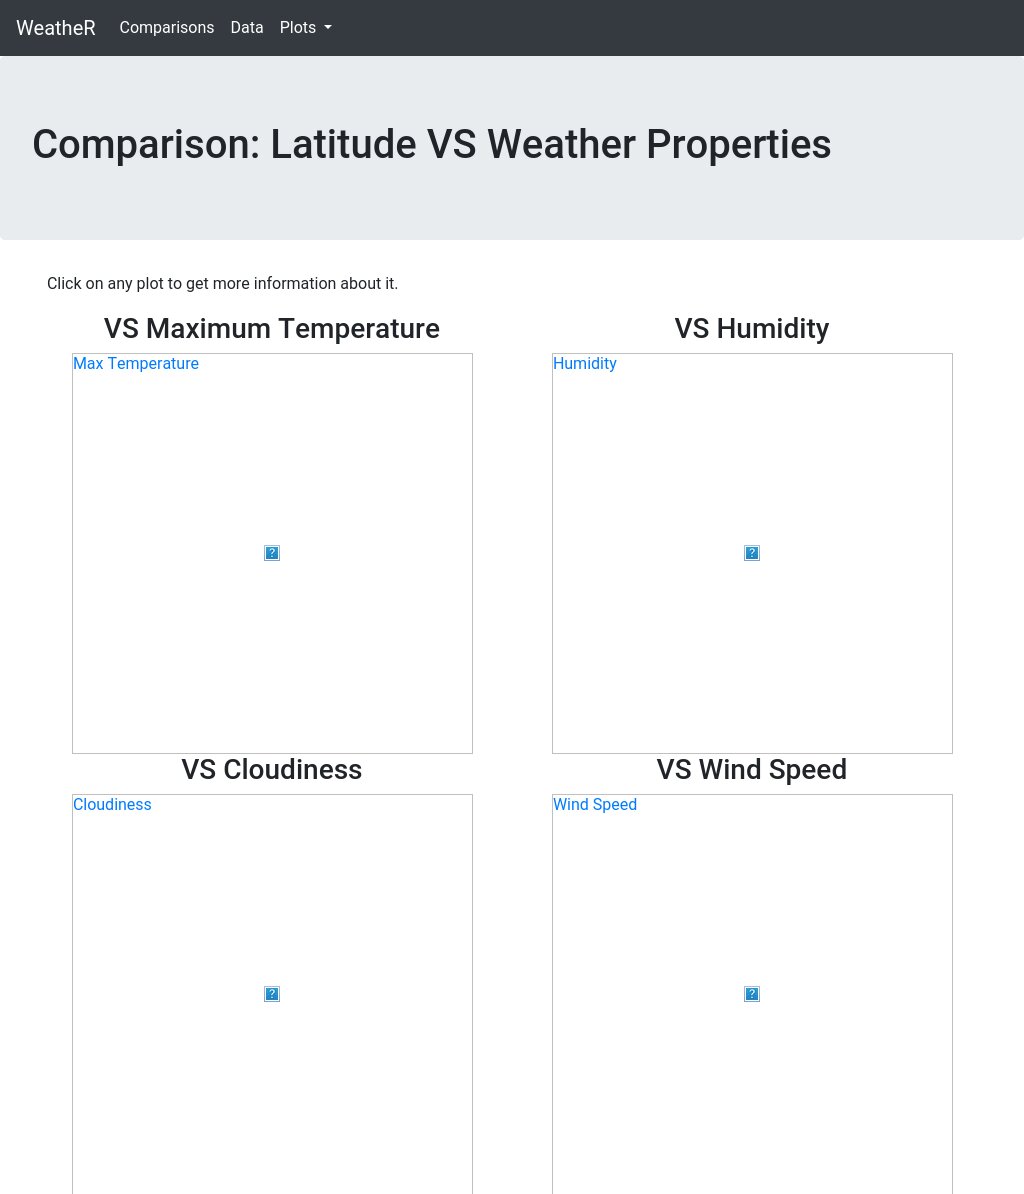 WeatheR Comparisons Data Plots
Comparison: Latitude VS Weather Properties
Click on any plot to get more information about it.
VS Maximum Temperature
VS Humidity
Max Temperature
Humidity
?
?
VS Cloudiness
VS Wind Speed
Cloudiness
Wind Speed
?
?